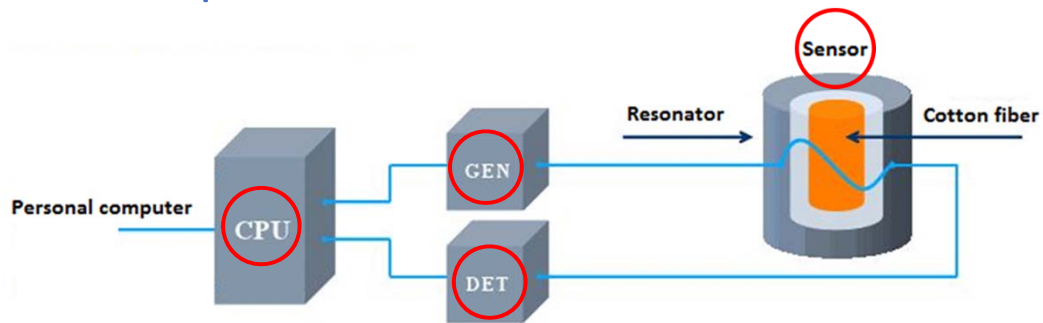 Sensor
Resonator
Cotton fiber
GEN
Personal computer
CPU
DET